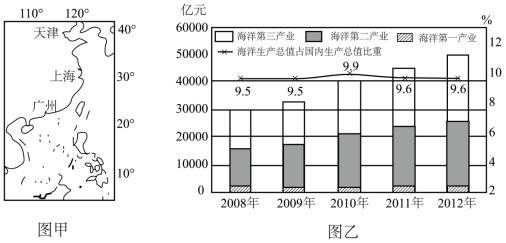 110° 120°
天津
40°
上海
30°
广州
20°
10°
图甲
亿元
%
60000
50000
40000
30000
20000
10000
0
海洋第三产业
海洋第二产业
海洋第一产业
海洋生产总值占国内生产总值比重
9.5
9.5
9.9
9.6
9.6
12
10
8
6
4
2
2008年
2009年
2010年
2011年
2012年
图乙